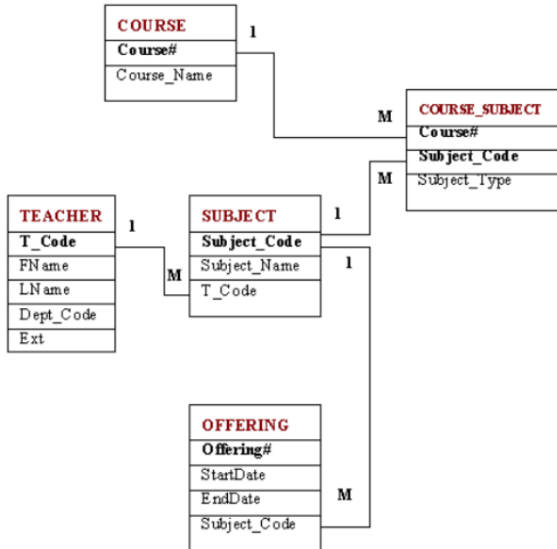 COURSE
Course#
Course_Name
1
M
COURSE_SUBJECT
Course#
Subject_Code
Subject_Type
M
TEACHER
T_Code
FName
LName
Dept_Code
Ext
1
M
SUBJECT
Subject_Code
Subject_Name
T_Code
1
1
OFFERING
Offering#
StartDate
EndDate
Subject_Code
M